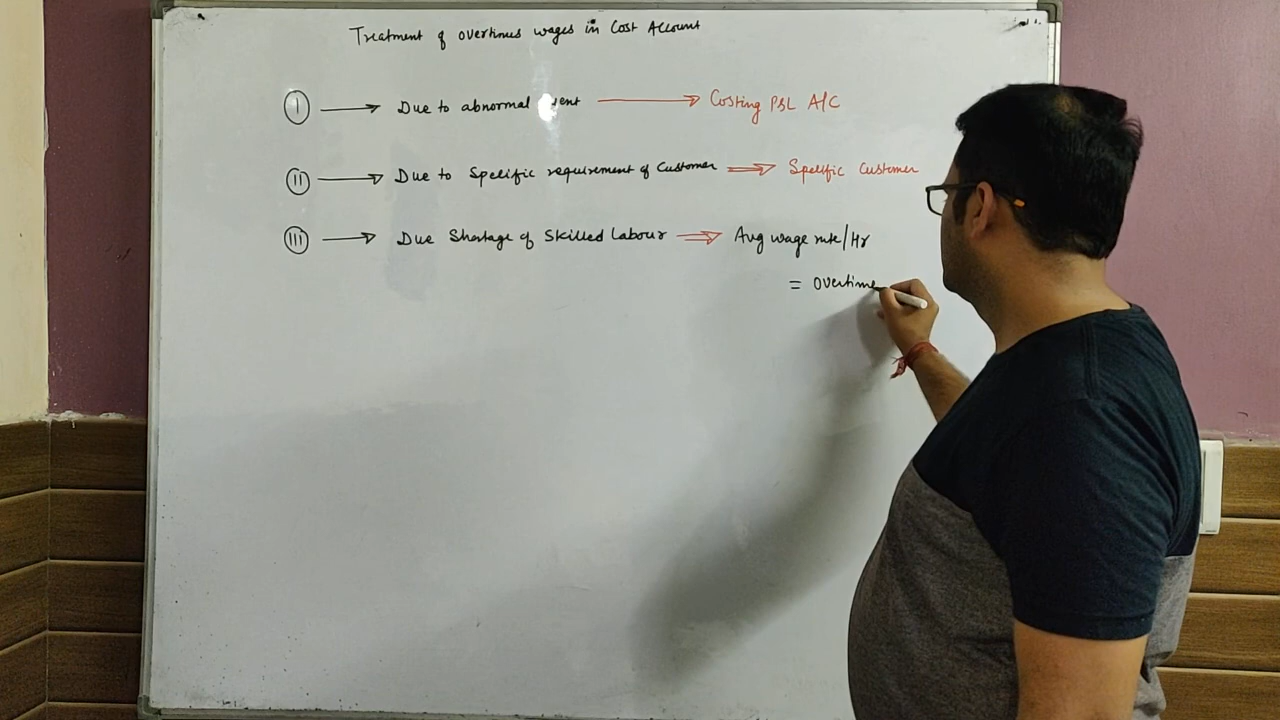 Treatment of overtimes wages in Cost Account
I → Due to abnormal event → Costing P&L A/C
II → Due to Specific requirement of Customer ⇒ Specific Customer
III → Due Shortage of Skilled Labour ⇒ Avg wage rate/Hr
= overtime